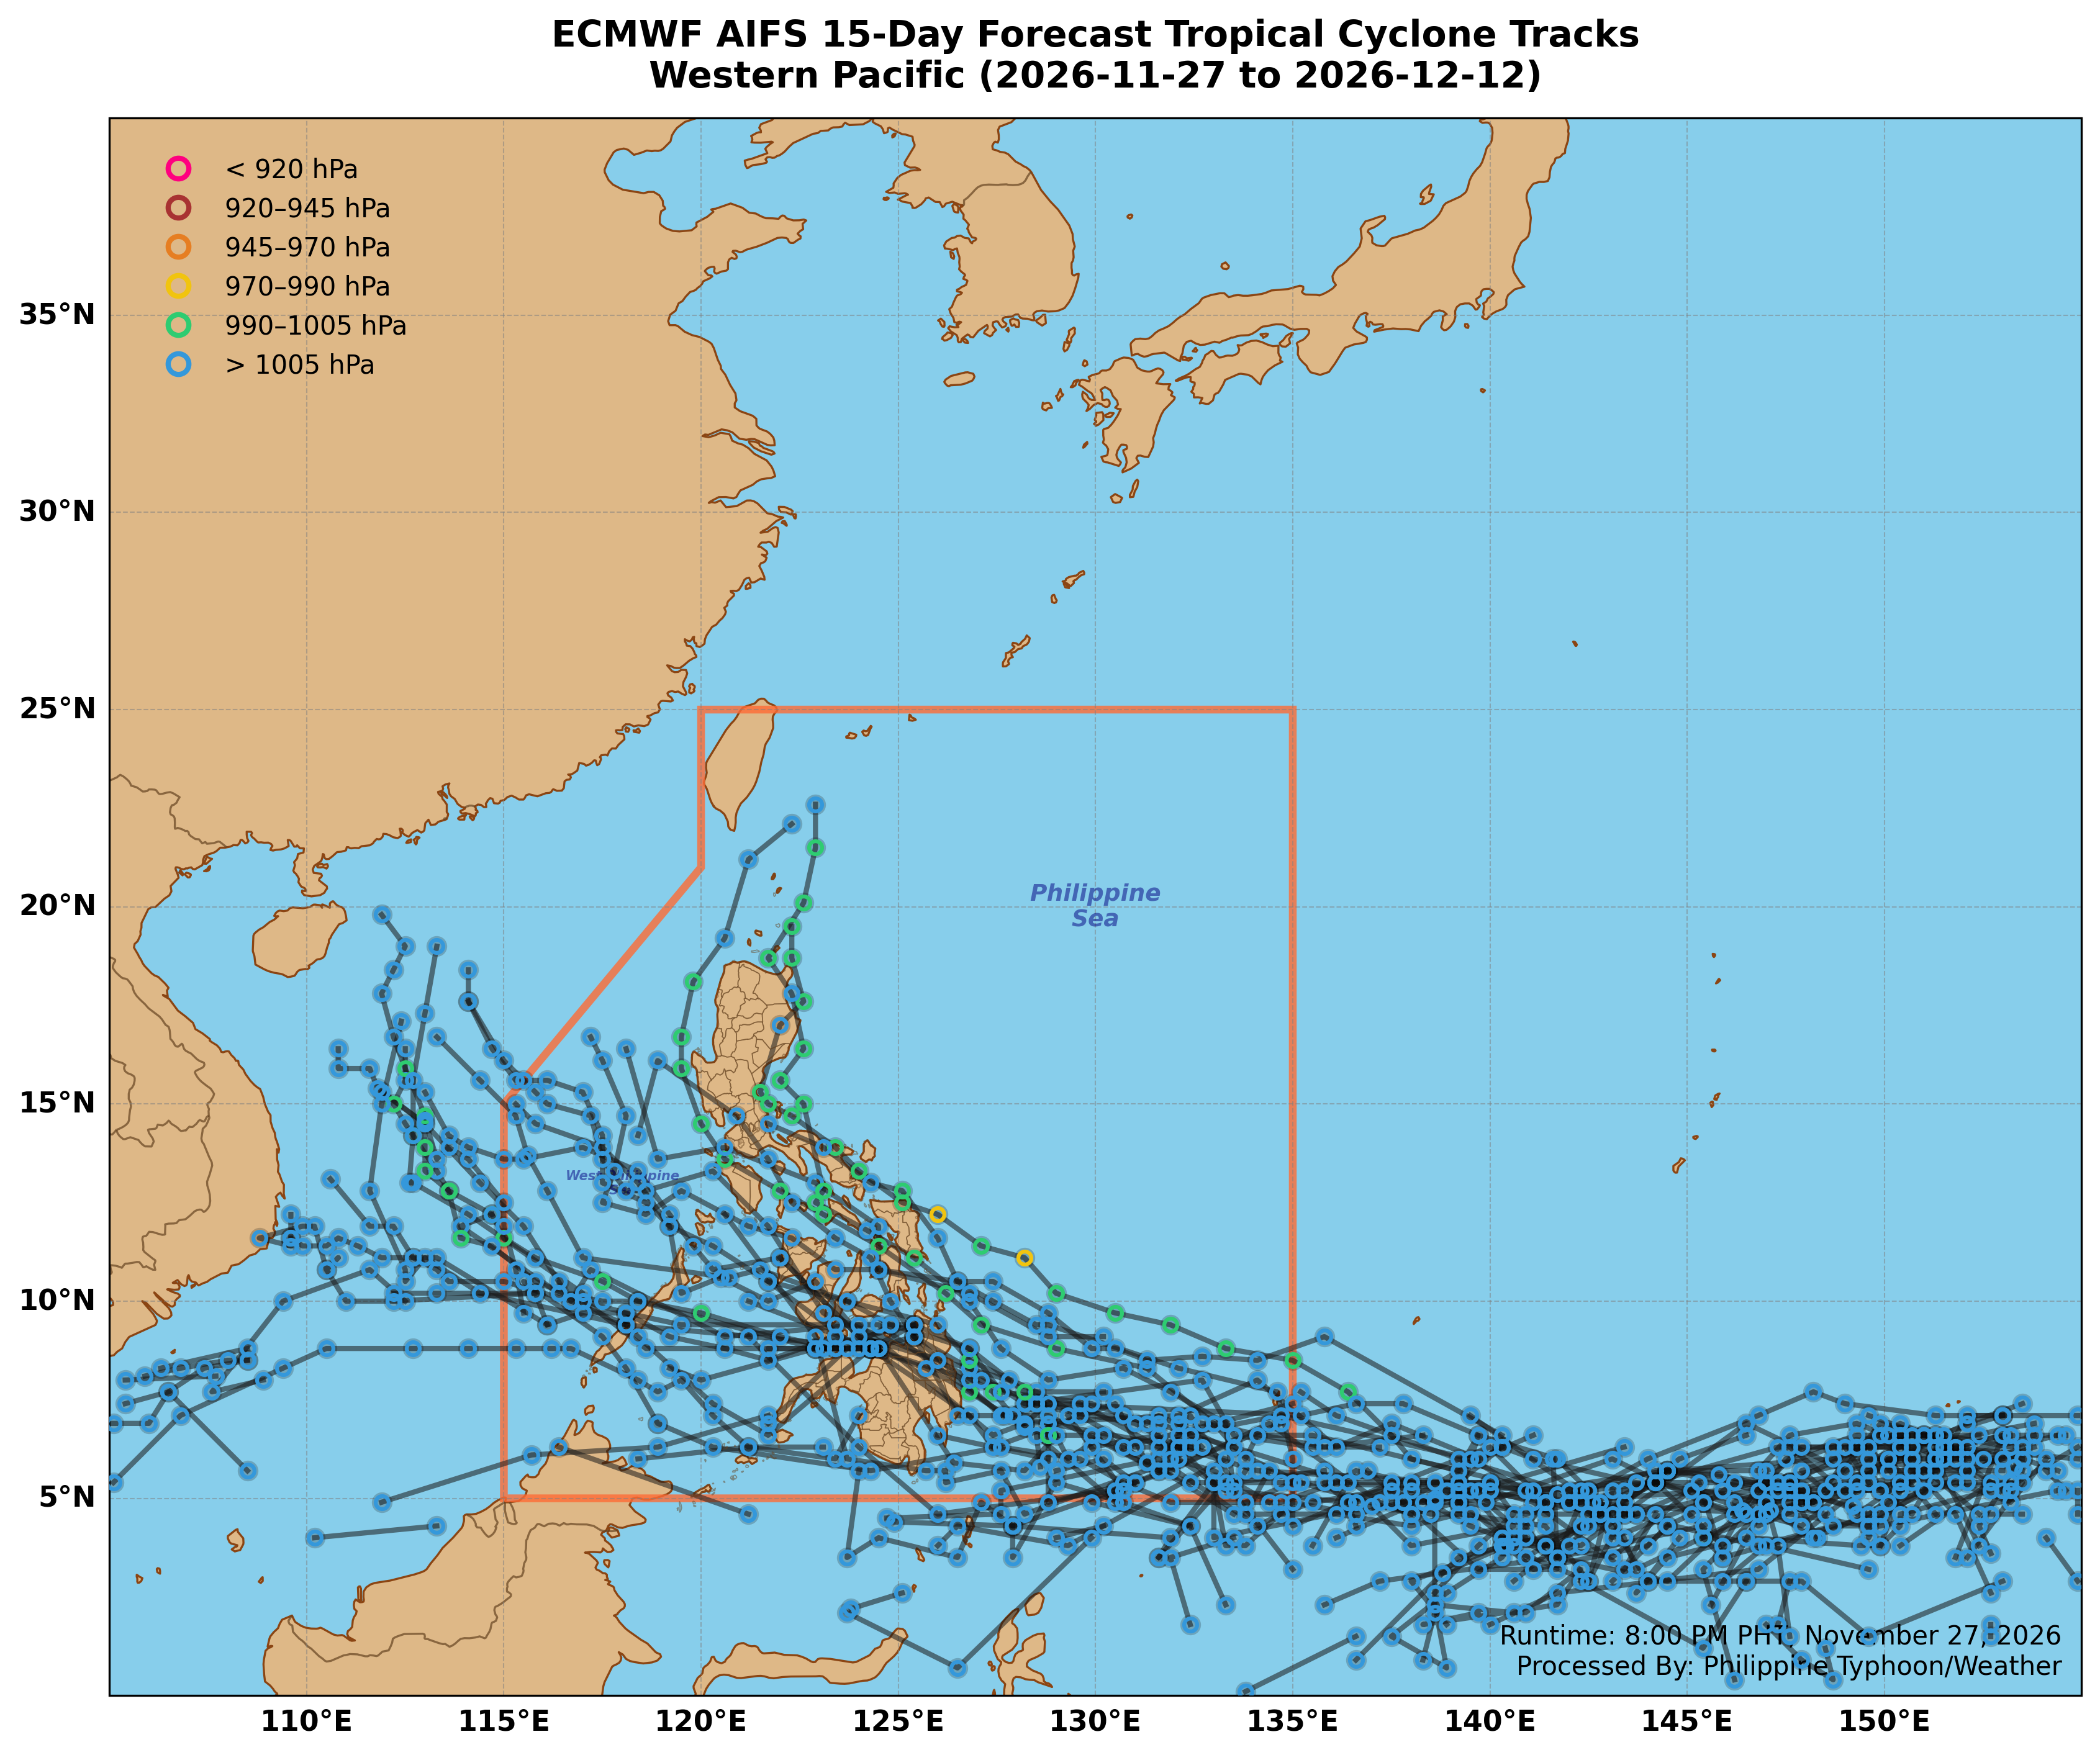 ECMWF AIFS 15-Day Forecast Tropical Cyclone Tracks
Western Pacific (2026-11-27 to 2026-12-12)
< 920 hPa
920–945 hPa
945–970 hPa
970–990 hPa
990–1005 hPa
> 1005 hPa
35°N
30°N
25°N
20°N
15°N
10°N
5°N
Philippine
Sea
West Philippine
Sea
Runtime: 8:00 PM PHT, November 27, 2026
Processed By: Philippine Typhoon/Weather
110°E
115°E
120°E
125°E
130°E
135°E
140°E
145°E
150°E